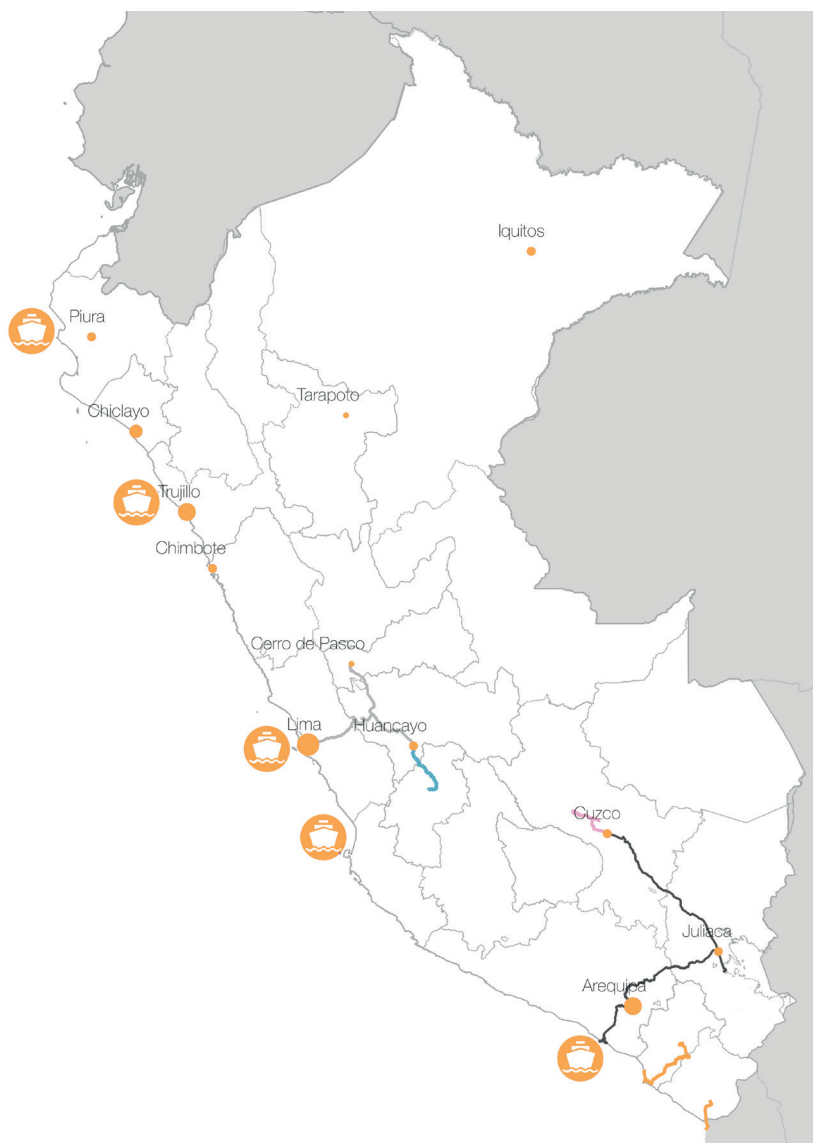 Iquitos
Piura
Tarapoto
Chiclayo
Trujillo
Chimbote
Cerro de Pasco
Lima
Huancayo
Cuzco
Juliaca
Arequipa